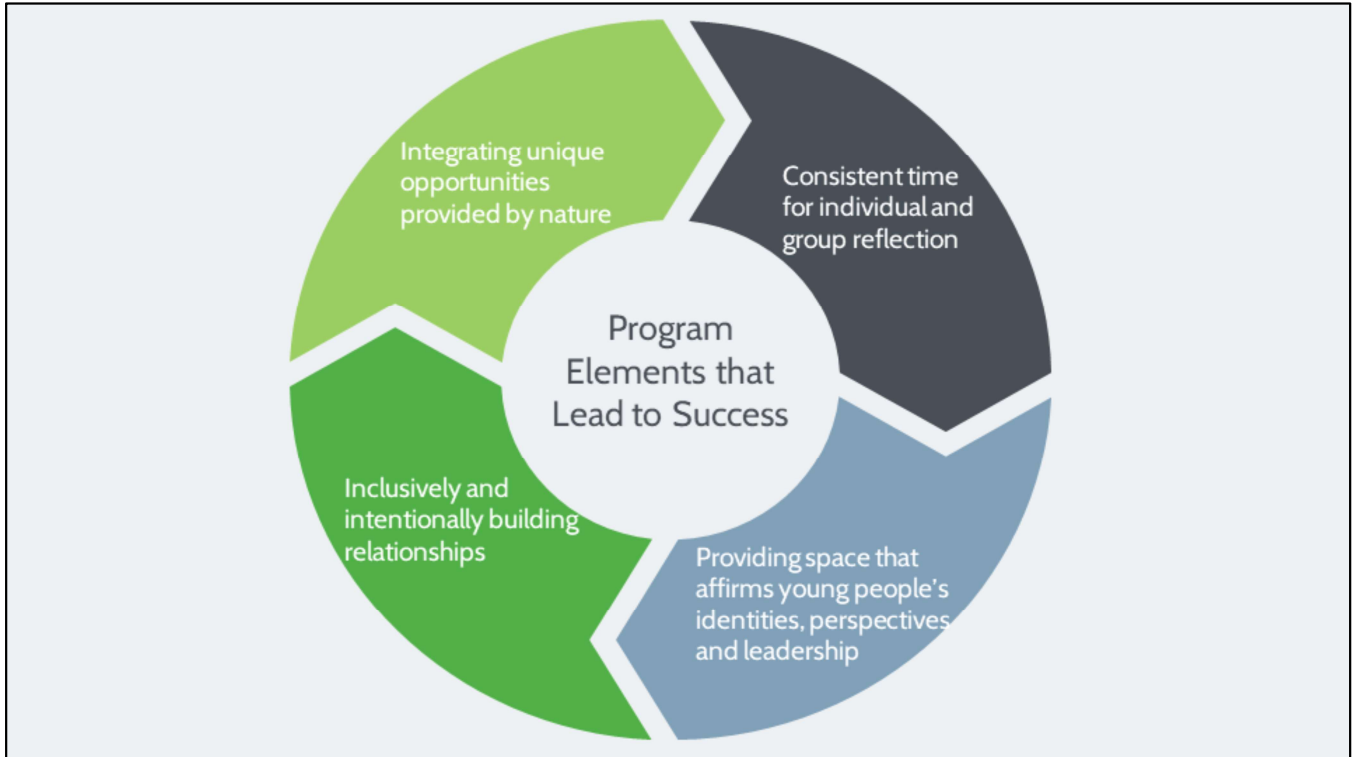 Integrating unique
opportunities
provided by nature
Consistent time
for individual and
group reflection
Program
Elements that
Lead to Success
Inclusively and
intentionally building
relationships
Providing space that
affirms young people's
identities, perspectives
and leadership